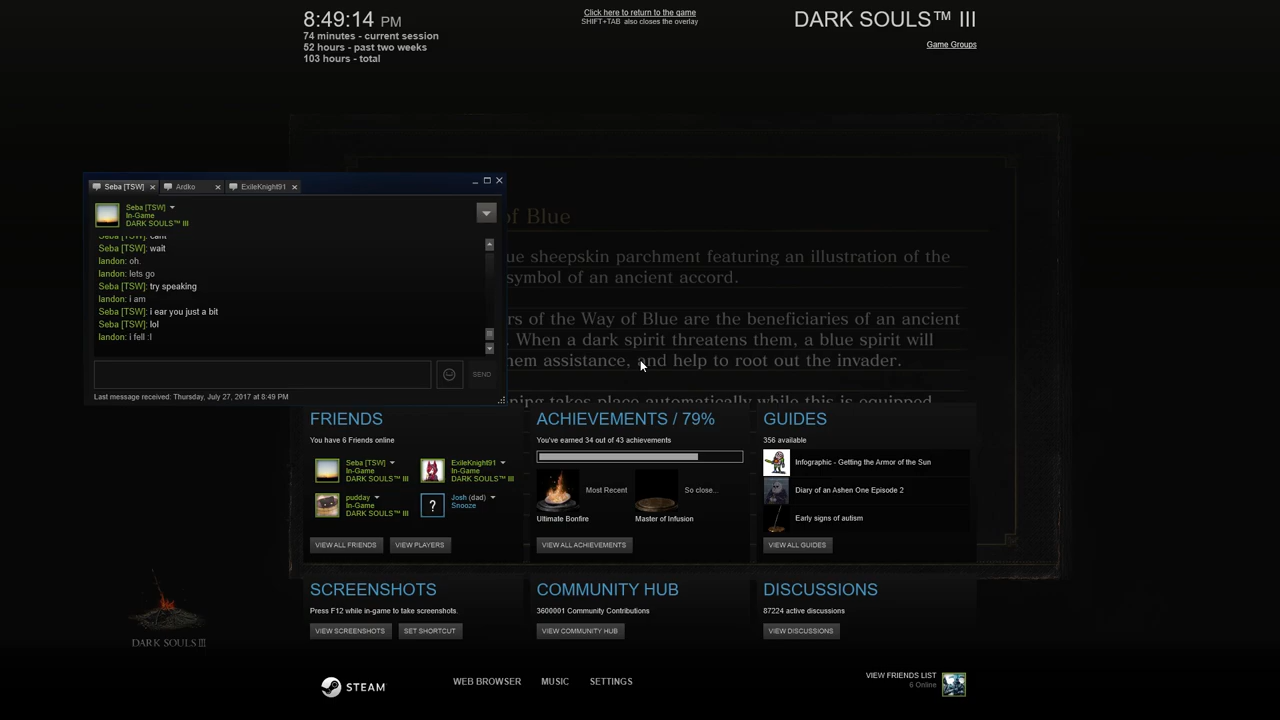 8:49:14 PM
74 minutes - current session
52 hours - past two weeks
103 hours - total
Click here to return to the game
SHIFT+TAB also closes the overlay
DARK SOULS™ III
Game Groups
Seba [TSW]
Ardko
ExileKnight91
Seba [TSW]
In-Game
DARK SOULS™ III
Seba [TSW]: cant
Seba [TSW]: wait
landon: oh.
landon: lets go
Seba [TSW]: try speaking
landon: i am
Seba [TSW]: i ear you just a bit
Seba [TSW]: lol
landon: i fell :l
SEND
Last message received: Thursday, July 27, 2017 at 8:49 PM
of Blue
ue sheepskin parchment featuring an illustration of the
symbol of an ancient accord.
rs of the Way of Blue are the beneficiaries of an ancient
. When a dark spirit threatens them, a blue spirit will
hem assistance, and help to root out the invader.
ning takes place automatically while this is equipped
FRIENDS
You have 6 Friends online
Seba [TSW]
In-Game
DARK SOULS™ III
ExileKnight91
In-Game
DARK SOULS™ III
pudday
In-Game
DARK SOULS™ III
?
Josh (dad)
Snooze
VIEW ALL FRIENDS
VIEW PLAYERS
ACHIEVEMENTS / 79%
You've earned 34 out of 43 achievements
Most Recent
So close...
Ultimate Bonfire
Master of Infusion
VIEW ALL ACHIEVEMENTS
GUIDES
356 available
Infographic - Getting the Armor of the Sun
Diary of an Ashen One Episode 2
Early signs of autism
VIEW ALL GUIDES
SCREENSHOTS
Press F12 while in-game to take screenshots.
VIEW SCREENSHOTS
SET SHORTCUT
COMMUNITY HUB
3600001 Community Contributions
VIEW COMMUNITY HUB
DISCUSSIONS
87224 active discussions
VIEW DISCUSSIONS
DARK SOULS III
STEAM
WEB BROWSER
MUSIC
SETTINGS
VIEW FRIENDS LIST
6 Online